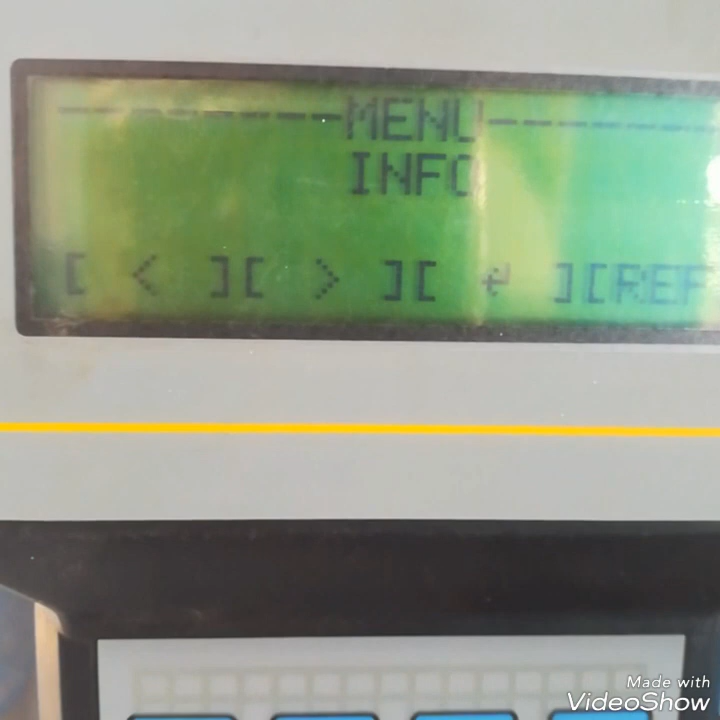 ---------MENU--------
INFO
[ < ][ > ][ ↵ ][REF
Made with
VideoShow